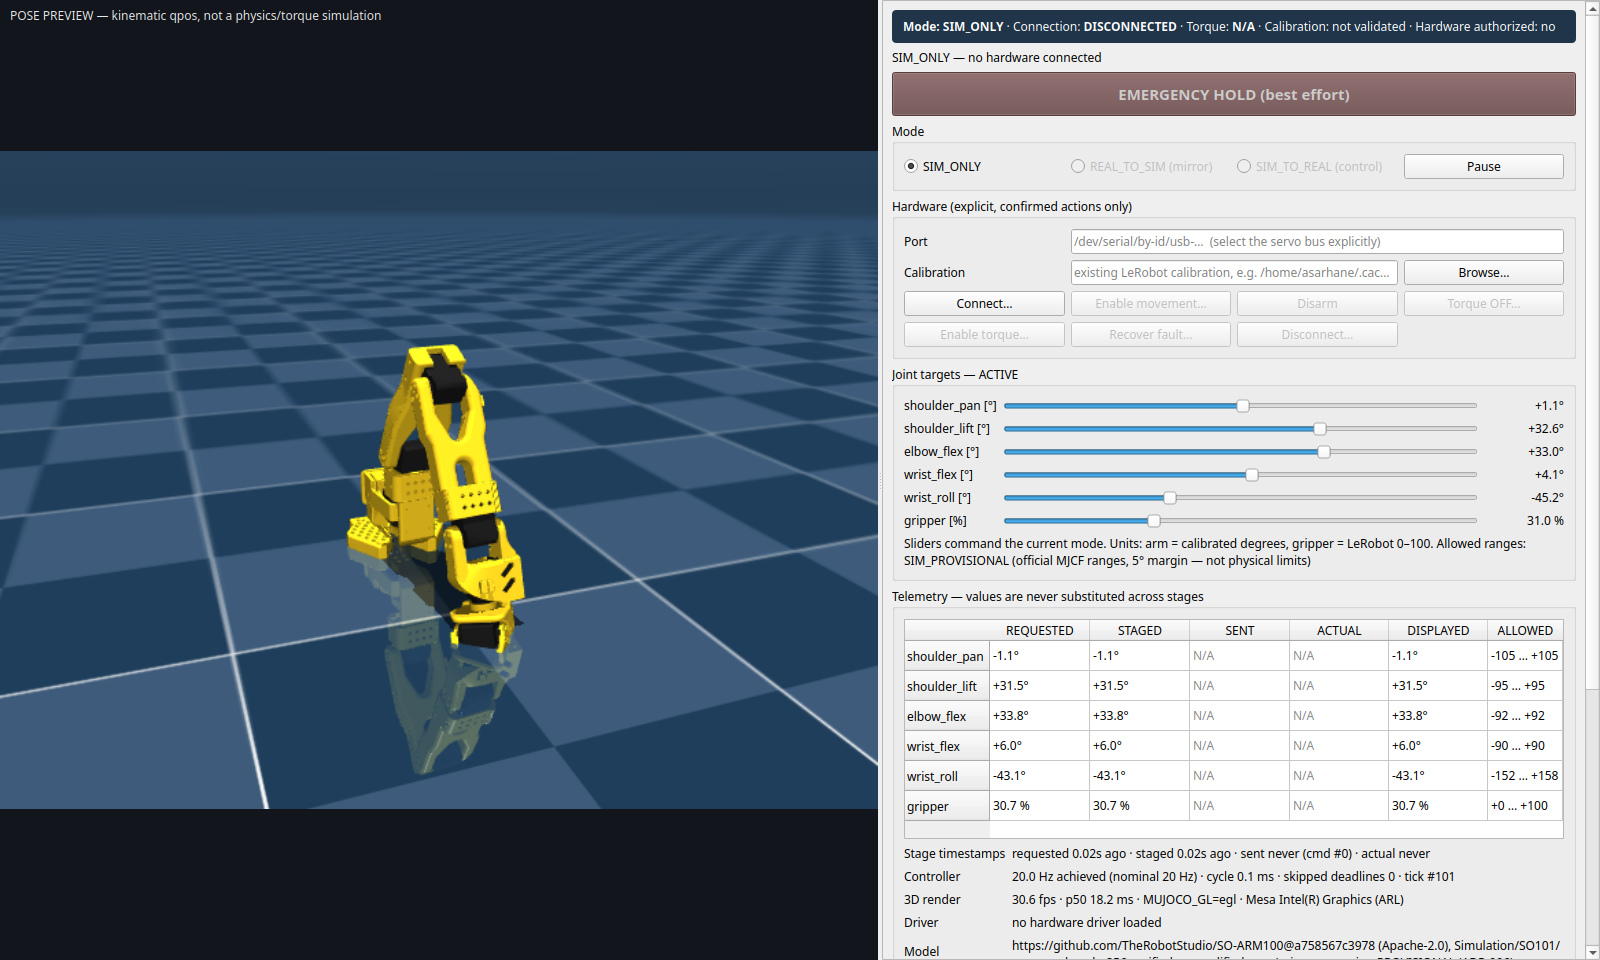 POSE PREVIEW — kinematic qpos, not a physics/torque simulation
Mode: SIM_ONLY · Connection: DISCONNECTED · Torque: N/A · Calibration: not validated · Hardware authorized: no
SIM_ONLY — no hardware connected
EMERGENCY HOLD (best effort)
Mode
SIM_ONLY REAL_TO_SIM (mirror) SIM_TO_REAL (control) Pause
Hardware (explicit, confirmed actions only)
Port /dev/serial/by-id/usb-... (select the servo bus explicitly)
Calibration existing LeRobot calibration, e.g. /home/asarhane/.cac... Browse...
Connect... Enable movement... Disarm Torque OFF...
Enable torque... Recover fault... Disconnect...
Joint targets — ACTIVE
shoulder_pan [°] +1.1°
shoulder_lift [°] +32.6°
elbow_flex [°] +33.0°
wrist_flex [°] +4.1°
wrist_roll [°] -45.2°
gripper [%] 31.0 %
Sliders command the current mode. Units: arm = calibrated degrees, gripper = LeRobot 0–100. Allowed ranges:
SIM_PROVISIONAL (official MJCF ranges, 5° margin — not physical limits)
Telemetry — values are never substituted across stages
REQUESTED STAGED SENT ACTUAL DISPLAYED ALLOWED
shoulder_pan -1.1° -1.1° N/A N/A -1.1° -105 ... +105
shoulder_lift +31.5° +31.5° N/A N/A +31.5° -95 ... +95
elbow_flex +33.8° +33.8° N/A N/A +33.8° -92 ... +92
wrist_flex +6.0° +6.0° N/A N/A +6.0° -90 ... +90
wrist_roll -43.1° -43.1° N/A N/A -43.1° -152 ... +158
gripper 30.7 % 30.7 % N/A N/A 30.7 % +0 ... +100
Stage timestamps requested 0.02s ago · staged 0.02s ago · sent never (cmd #0) · actual never
Controller 20.0 Hz achieved (nominal 20 Hz) · cycle 0.1 ms · skipped deadlines 0 · tick #101
3D render 30.6 fps · p50 18.2 ms · MUJOCO_GL=egl · Mesa Intel(R) Graphics (ARL)
Driver no hardware driver loaded
Model https://github.com/TheRobotStudio/SO-ARM100@a758567c3978 (Apache-2.0), Simulation/SO101/